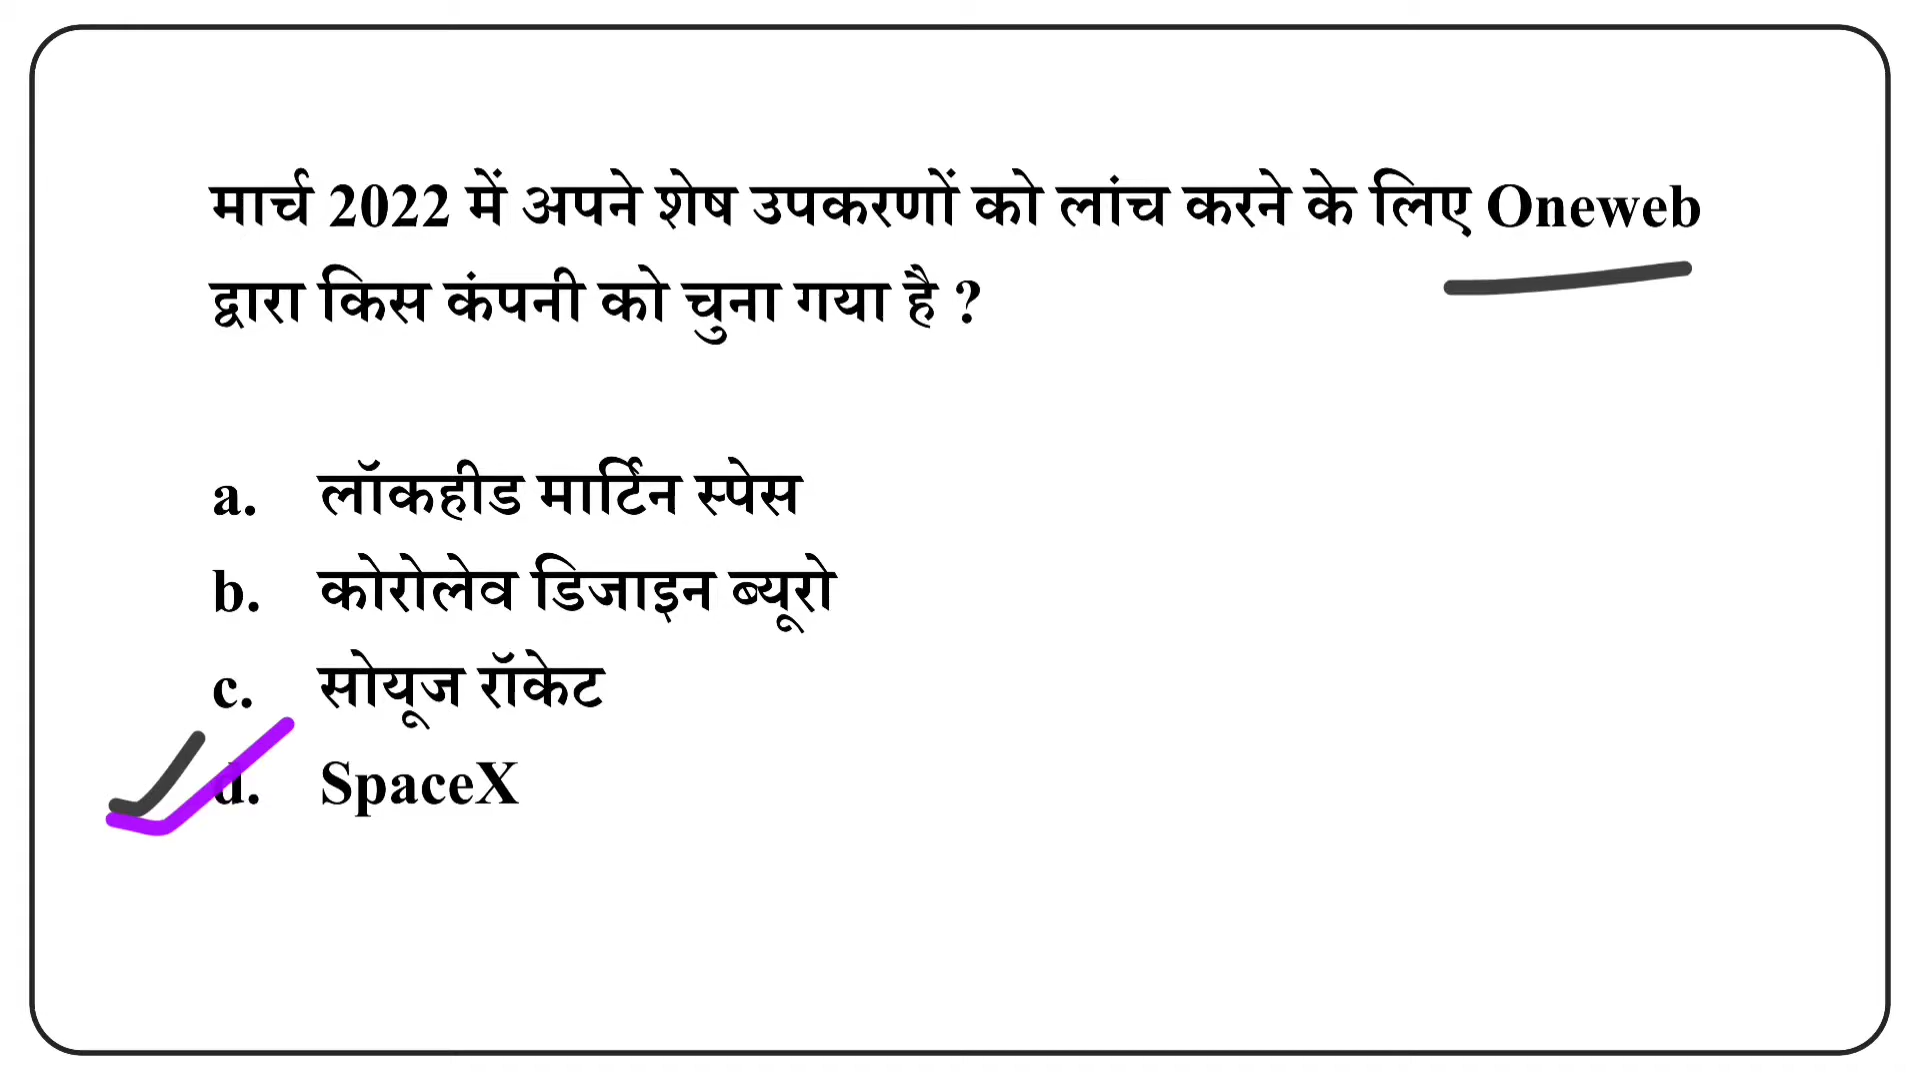 मार्च 2022 में अपने शेष उपकरणों को लांच करने के लिए Oneweb
द्वारा किस कंपनी को चुना गया है ?
a. लॉकहीड मार्टिन स्पेस
b. कोरोलेव डिजाइन ब्यूरो
c. सोयूज रॉकेट
d. SpaceX